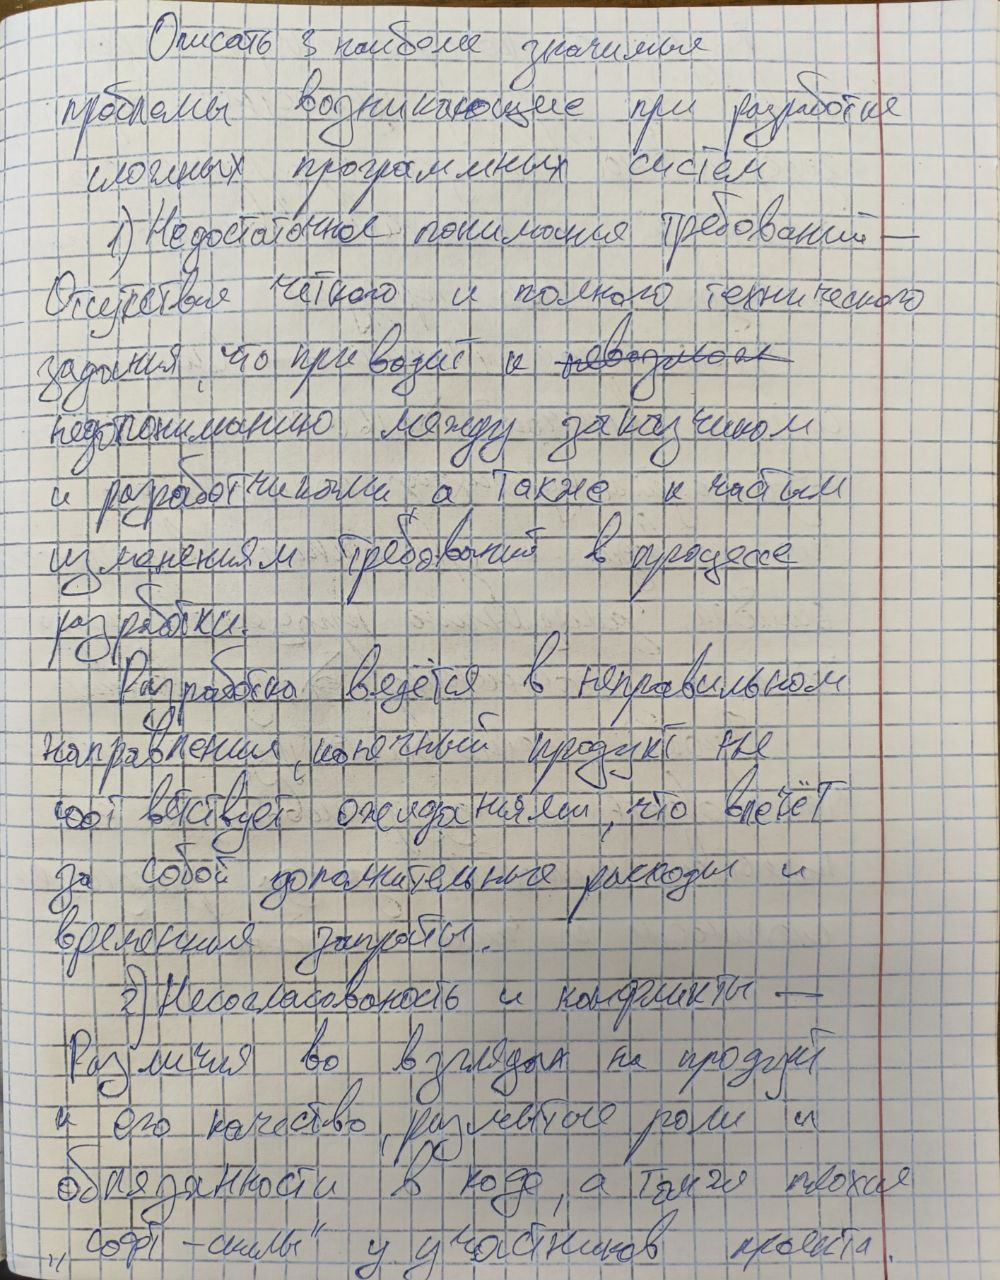 Описать 3 наиболее значимые
проблемы возникающие при разработке
сложных программных систем
1) Недостаточное понимание требований —
Отсутствие чёткого и полного технического
задания, что приводит к невозмож
недопониманию между заказчиком
и разработчиками а также к частым
изменениям требований в процессе
разработки.
Разработка ведётся в неправильном
направлении, конечный продукт не
соответствует ожиданиям, что влечёт
за собой дополнительные расходы и
временные затраты.
2) Несогласованость и конфликты —
Различия во взглядах на продукт
и его качество, размытые роли и
обязанности в коде, а также плохие
"софт-скилы" у участников проекта.